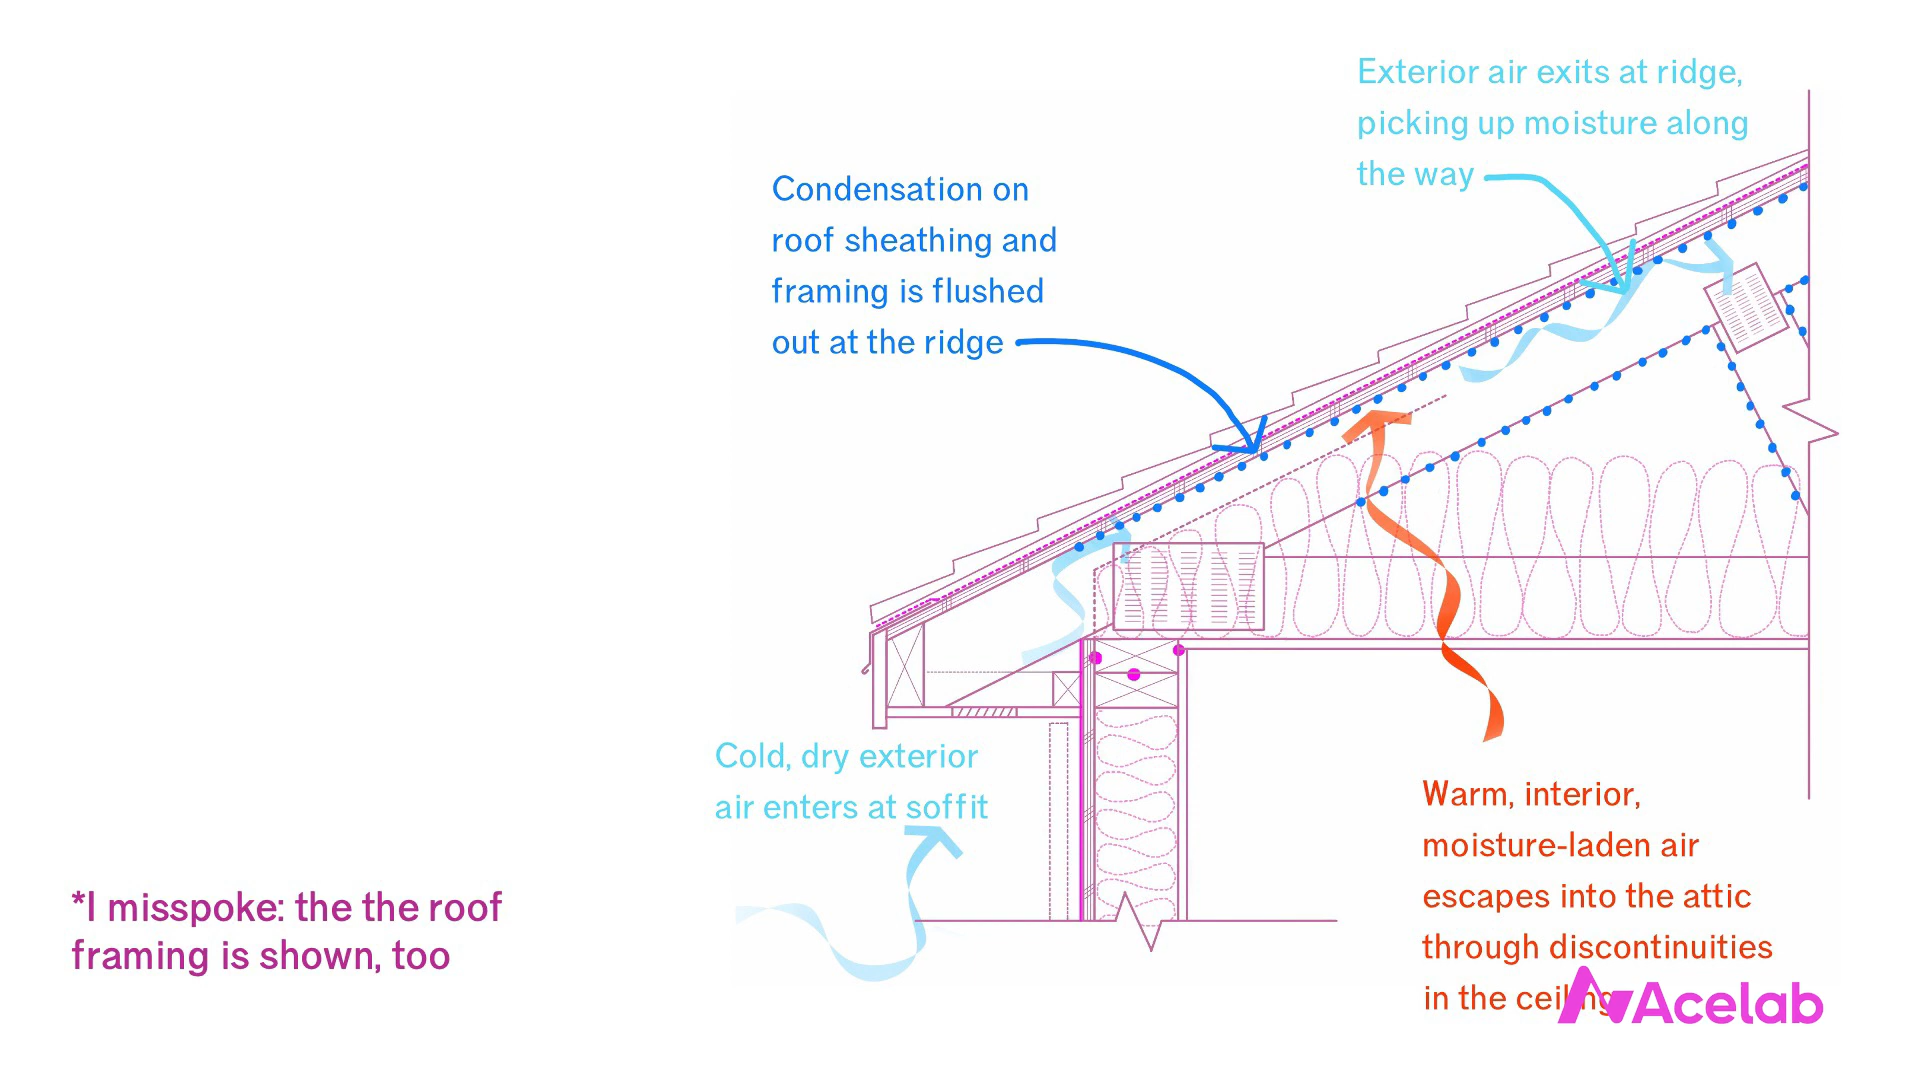 Exterior air exits at ridge,
picking up moisture along
the way
Condensation on
roof sheathing and
framing is flushed
out at the ridge
Cold, dry exterior
air enters at soffit
Warm, interior,
moisture-laden air
escapes into the attic
through discontinuities
in the ceiling
*I misspoke: the the roof
framing is shown, too
Acelab